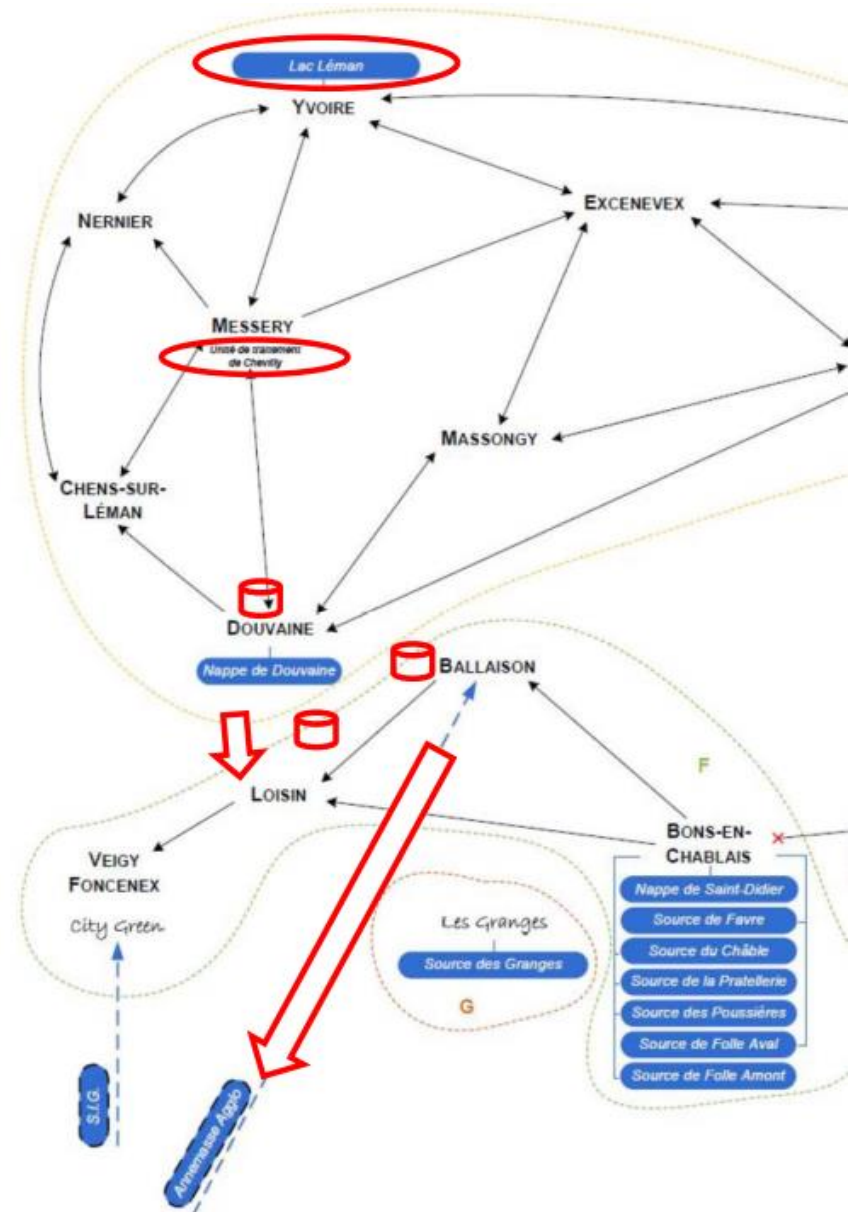 Lac Léman
YVOIRE
EXCENEVEX
NERNIER
MESSERY
Unité de traitement
de Chevilly
MASSONGY
CHENS-SUR-
LÉMAN
DOUVAINE
Nappe de Douvaine
BALLAISON
F
LOISIN
BONS-EN-
CHABLAIS
VEIGY
FONCENEX
City Green
Nappe de Saint-Didier
Source de Favre
Source du Châble
Source de la Pratellerie
Source des Poussières
Source de Folle Aval
Source de Folle Amont
Les Granges
Source des Granges
G
S.I.G.
Annemasse Agglo